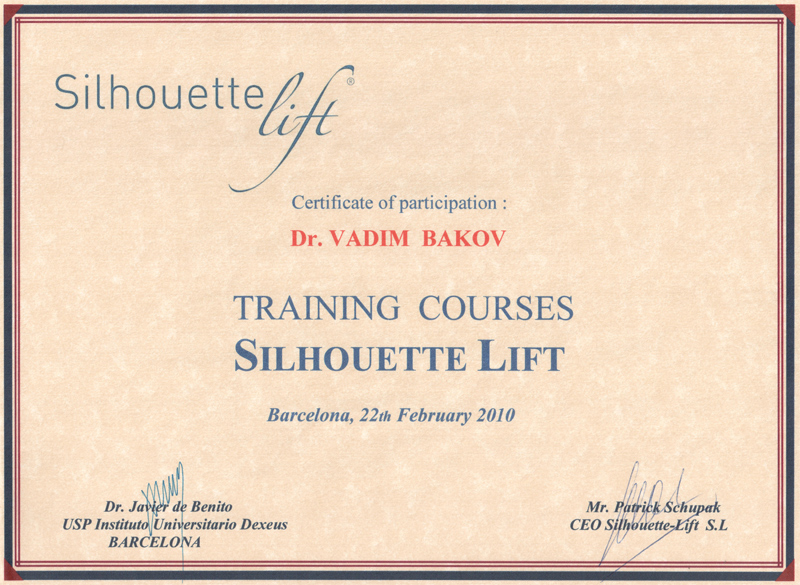 Silhouette lift®
Certificate of participation :
Dr. VADIM BAKOV
TRAINING COURSES
SILHOUETTE LIFT
Barcelona, 22th February 2010
Dr. Javier de Benito
USP Instituto Universitario Dexeus
BARCELONA
Mr. Patrick Schupak
CEO Silhouette-Lift S.L